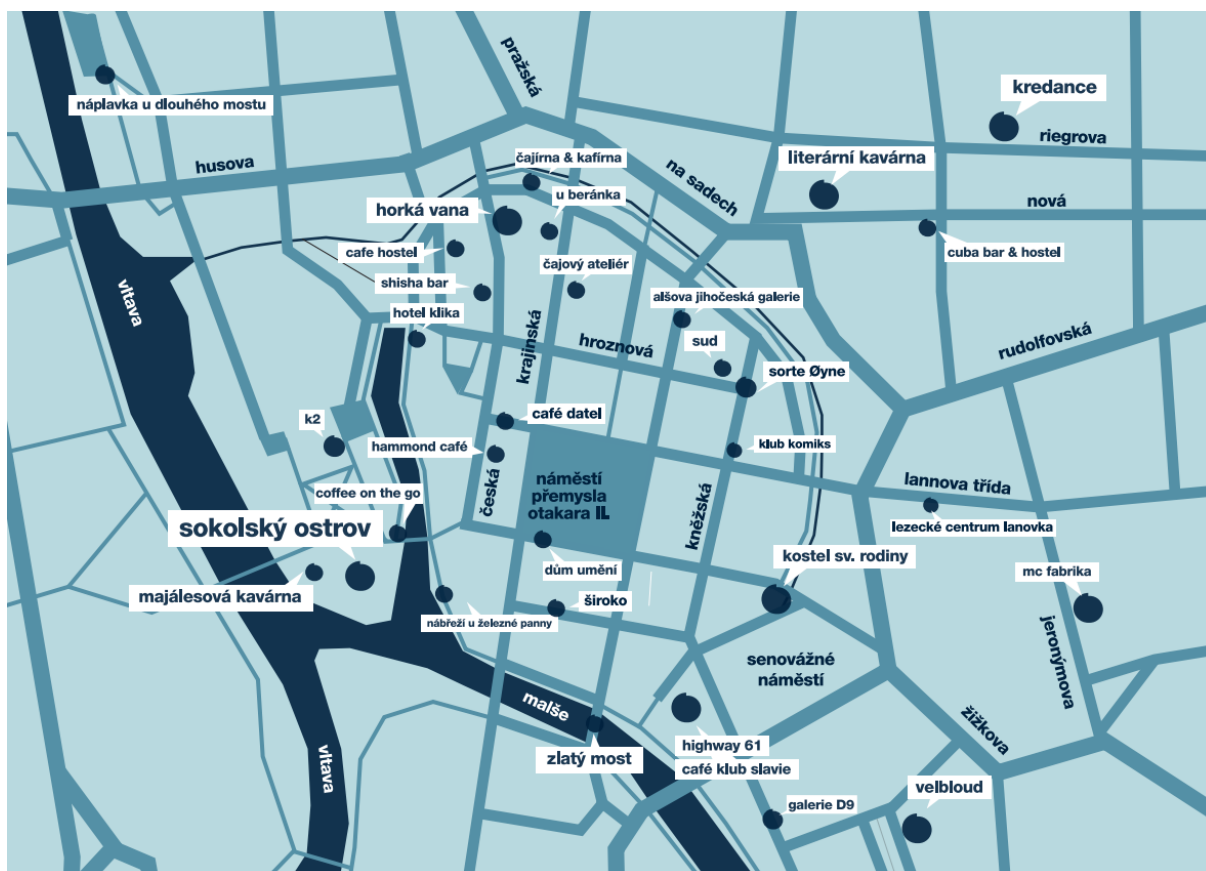 pražská
kredance
náplavka u dlouhého mostu
riegrova
husova
čajírna & kafírna
literární kavárna
na sadech
u beránka
horká vana
nová
cafe hostel
cuba bar & hostel
čajový ateliér
shisha bar
vltava
alšova jihočeská galerie
hotel klika
krajinská
hroznová
sud
rudolfovská
sorte Øyne
k2
café datel
hammond café
klub komiks
česká
náměstí
přemysla
otakara II.
coffee on the go
kněžská
lannova třída
sokolský ostrov
lezecké centrum lanovka
kostel sv. rodiny
dům umění
mc fabrika
majálesová kavárna
široko
nábřeží u železné panny
jeronýmova
senovážné
náměstí
malše
žižkova
zlatý most
highway 61
café klub slavie
vltava
velbloud
galerie D9